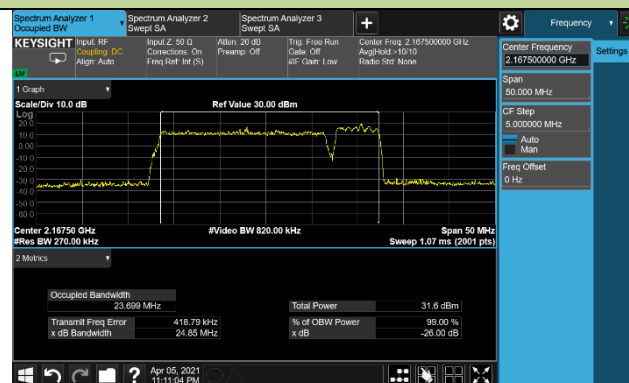 Spectrum Analyzer 1
Occupied BW
Spectrum Analyzer 2
Swept SA
Spectrum Analyzer 3
Swept SA
Frequency
KEYSIGHT
Input: RF
Coupling: DC
Align: Auto
Input Z: 50 Ω
Corrections: On
Freq Ref: Int (S)
Atten: 20 dB
Preamp: Off
Trig: Free Run
Gate: Off
#IF Gain: Low
Center Freq: 2.167500000 GHz
Avg|Hold:>10/10
Radio Std: None
Center Frequency
2.167500000 GHz
Settings
Span
50.000 MHz
CF Step
5.000000 MHz
Auto
Man
Freq Offset
0 Hz
1 Graph
Scale/Div 10.0 dB
Ref Value 30.00 dBm
Log
20.0
10.0
0.00
-10.0
-20.0
-30.0
-40.0
-50.0
-60.0
Center 2.16750 GHz
#Video BW 820.00 kHz
Span 50 MHz
#Res BW 270.00 kHz
Sweep 1.07 ms (2001 pts)
2 Metrics
Occupied Bandwidth
23.699 MHz
Total Power 31.6 dBm
Transmit Freq Error 418.79 kHz
% of OBW Power 99.00 %
x dB Bandwidth 24.85 MHz
x dB -26.00 dB
Apr 05, 2021
11:11:04 PM